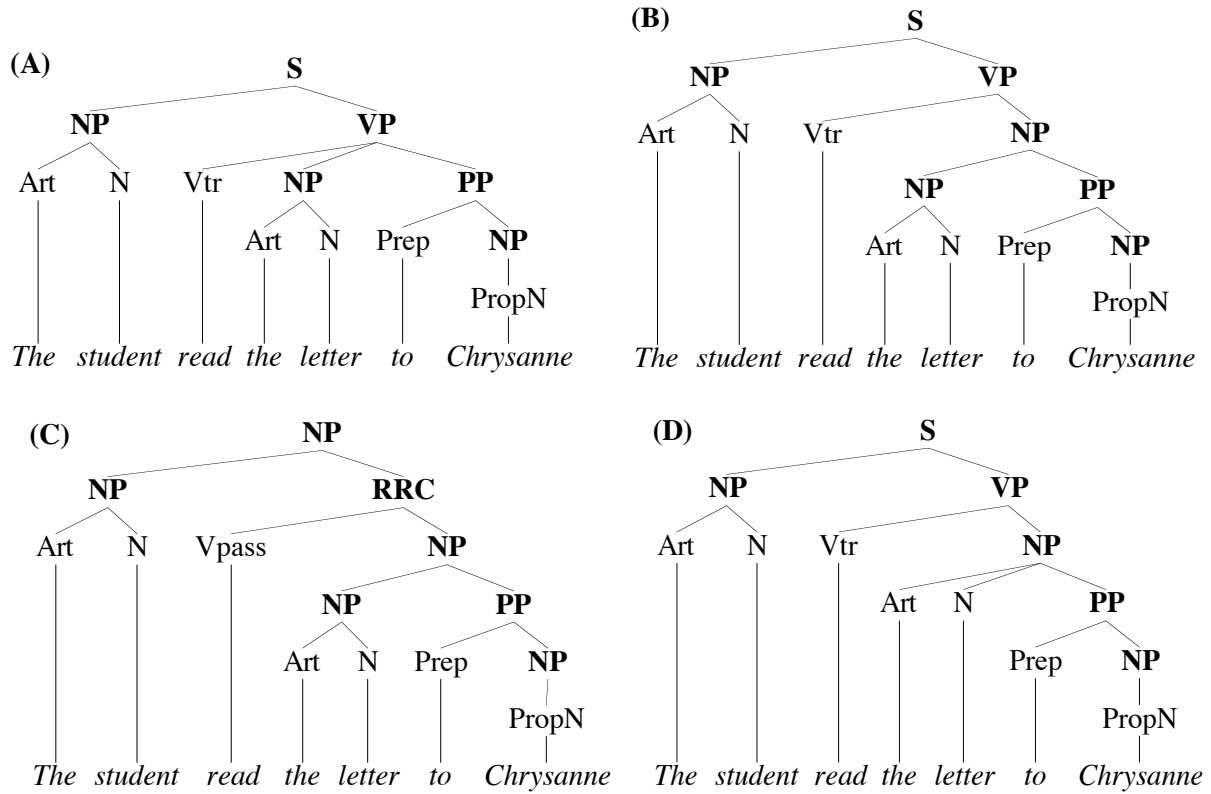 (A)
S
NP VP
Art N Vtr NP PP
Art N Prep NP
PropN
The student read the letter to Chrysanne
(B)
S
NP VP
Art N Vtr NP
NP PP
Art N Prep NP
PropN
The student read the letter to Chrysanne
(C)
NP
NP RRC
Art N Vpass NP
NP PP
Art N Prep NP
PropN
The student read the letter to Chrysanne
(D)
S
NP VP
Art N Vtr NP
Art N PP
Prep NP
PropN
The student read the letter to Chrysanne